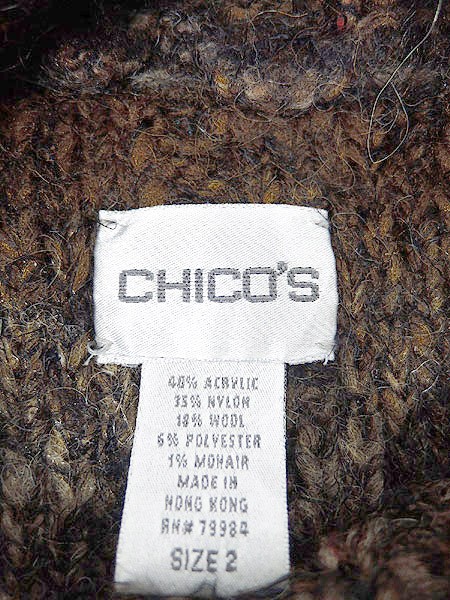 CHICO'S
40% ACRYLIC
35% NYLON
18% WOOL
6% POLYESTER
1% MOHAIR
MADE IN
HONG KONG
RN# 79984
SIZE 2